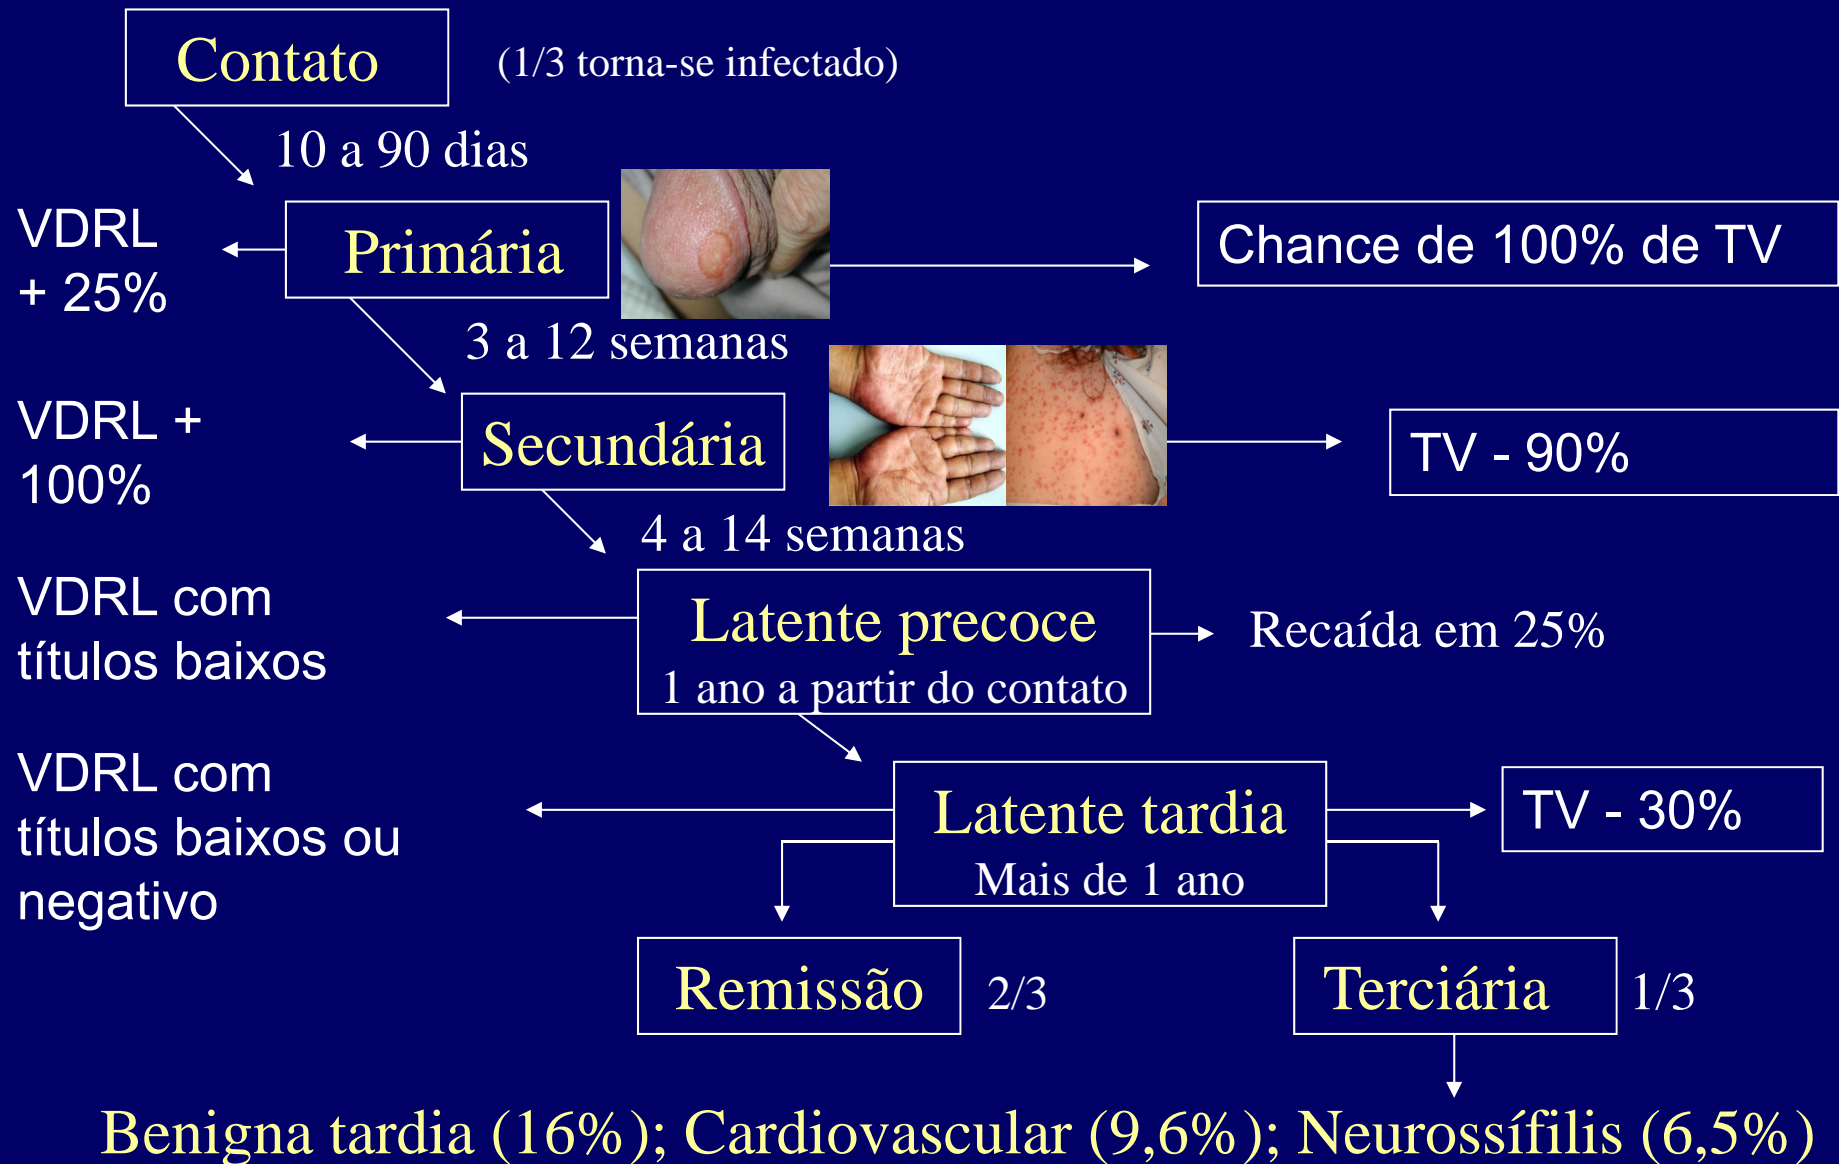 Contato
(1/3 torna-se infectado)
10 a 90 dias
VDRL
+ 25%
Primária
Chance de 100% de TV
3 a 12 semanas
VDRL +
100%
Secundária
TV - 90%
4 a 14 semanas
VDRL com
títulos baixos
Latente precoce
1 ano a partir do contato
Recaída em 25%
VDRL com
títulos baixos ou
negativo
Latente tardia
Mais de 1 ano
TV - 30%
Remissão
2/3
Terciária
1/3
Benigna tardia (16%); Cardiovascular (9,6%); Neurossífilis (6,5%)